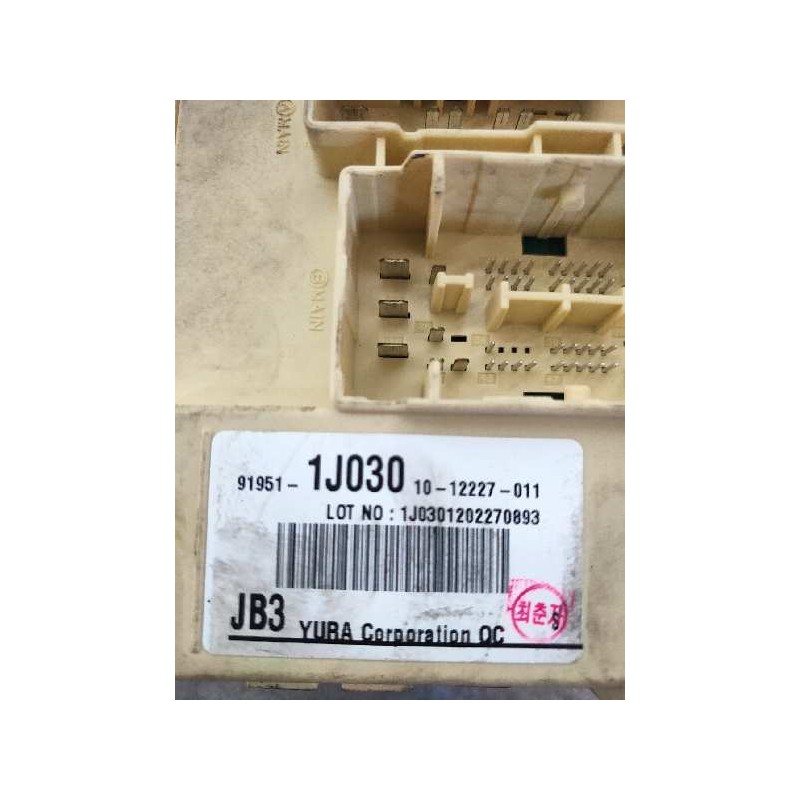 MAIN
MAIN
91951- 1J030 10-12227-011
LOT NO : 1J0301202270893
JB3 YURA Corporation QC
최춘정